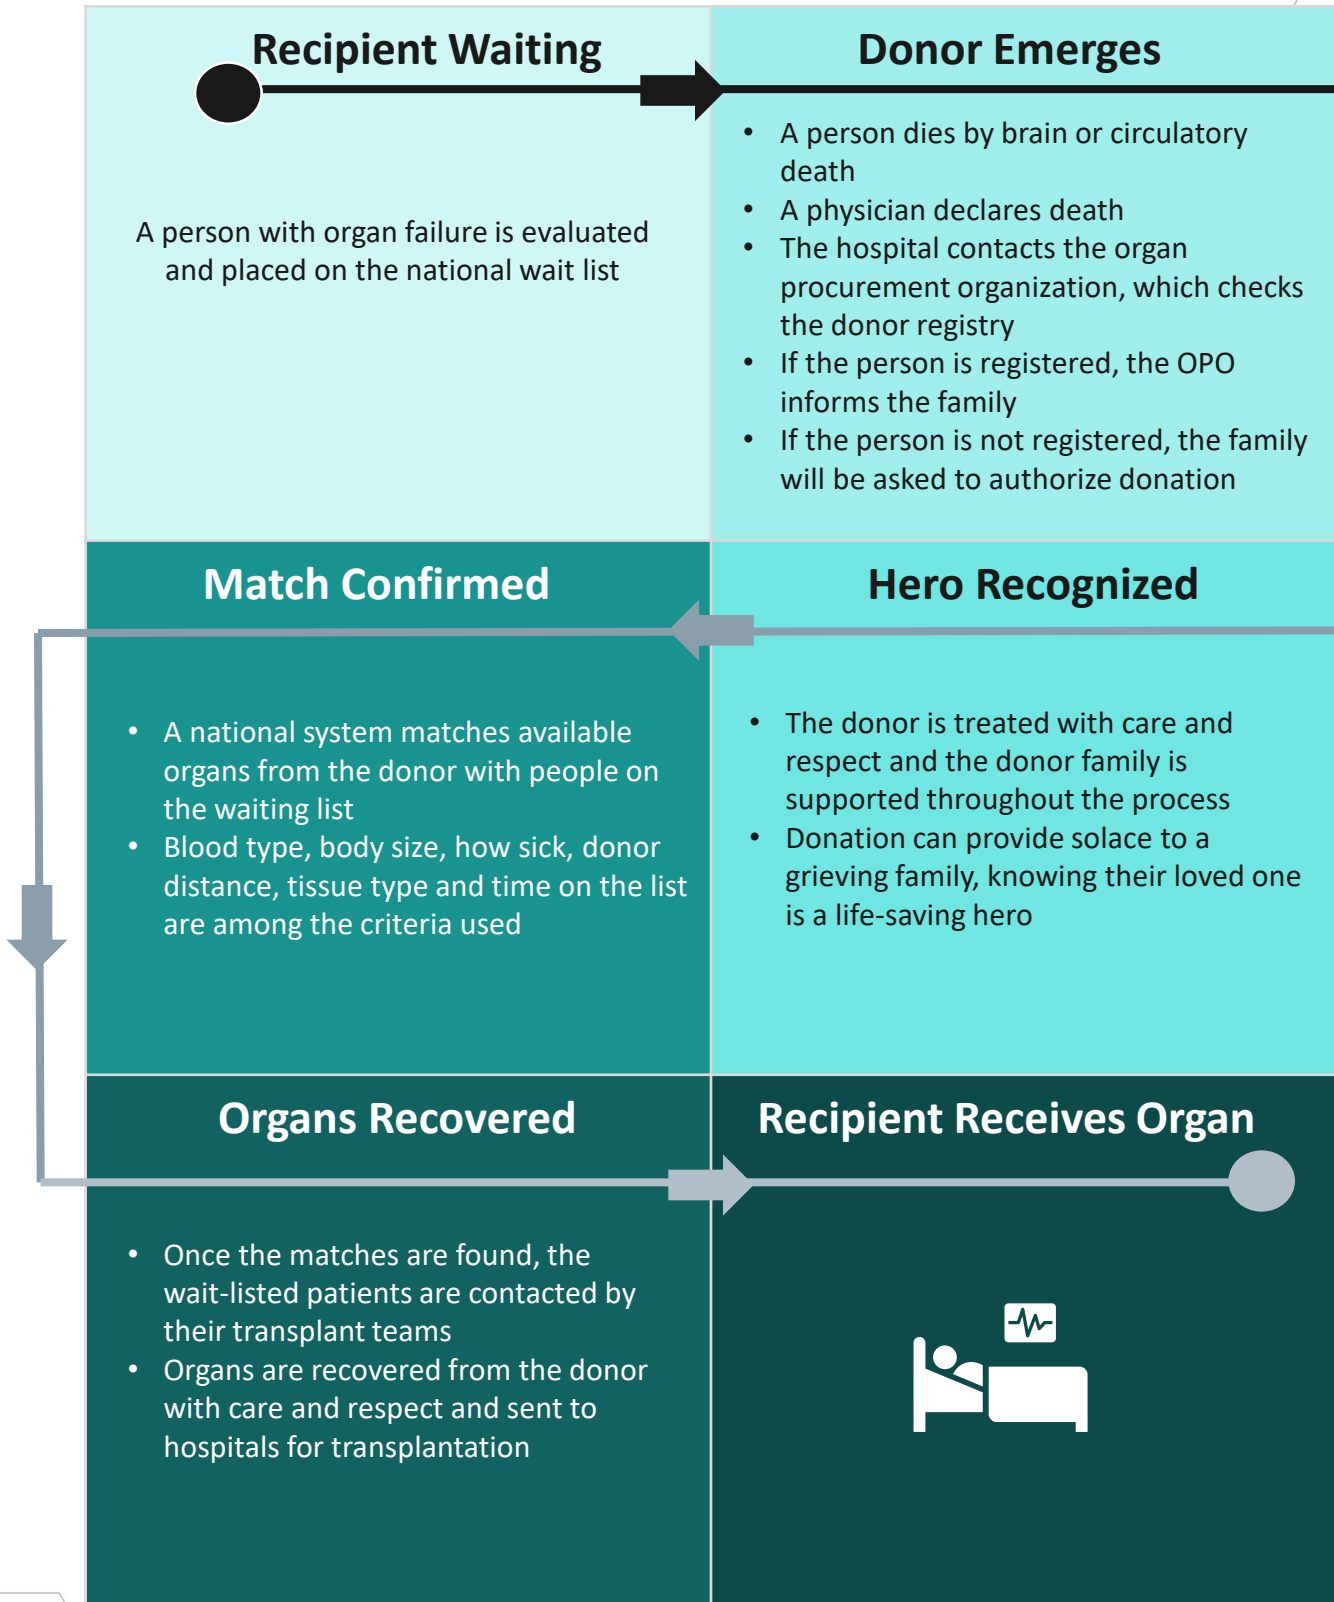 Recipient Waiting
A person with organ failure is evaluated
and placed on the national wait list
Donor Emerges
• A person dies by brain or circulatory
death
• A physician declares death
• The hospital contacts the organ
procurement organization, which checks
the donor registry
• If the person is registered, the OPO
informs the family
• If the person is not registered, the family
will be asked to authorize donation
Hero Recognized
• The donor is treated with care and
respect and the donor family is
supported throughout the process
• Donation can provide solace to a
grieving family, knowing their loved one
is a life-saving hero
Match Confirmed
• A national system matches available
organs from the donor with people on
the waiting list
• Blood type, body size, how sick, donor
distance, tissue type and time on the list
are among the criteria used
Organs Recovered
• Once the matches are found, the
wait-listed patients are contacted by
their transplant teams
• Organs are recovered from the donor
with care and respect and sent to
hospitals for transplantation
Recipient Receives Organ